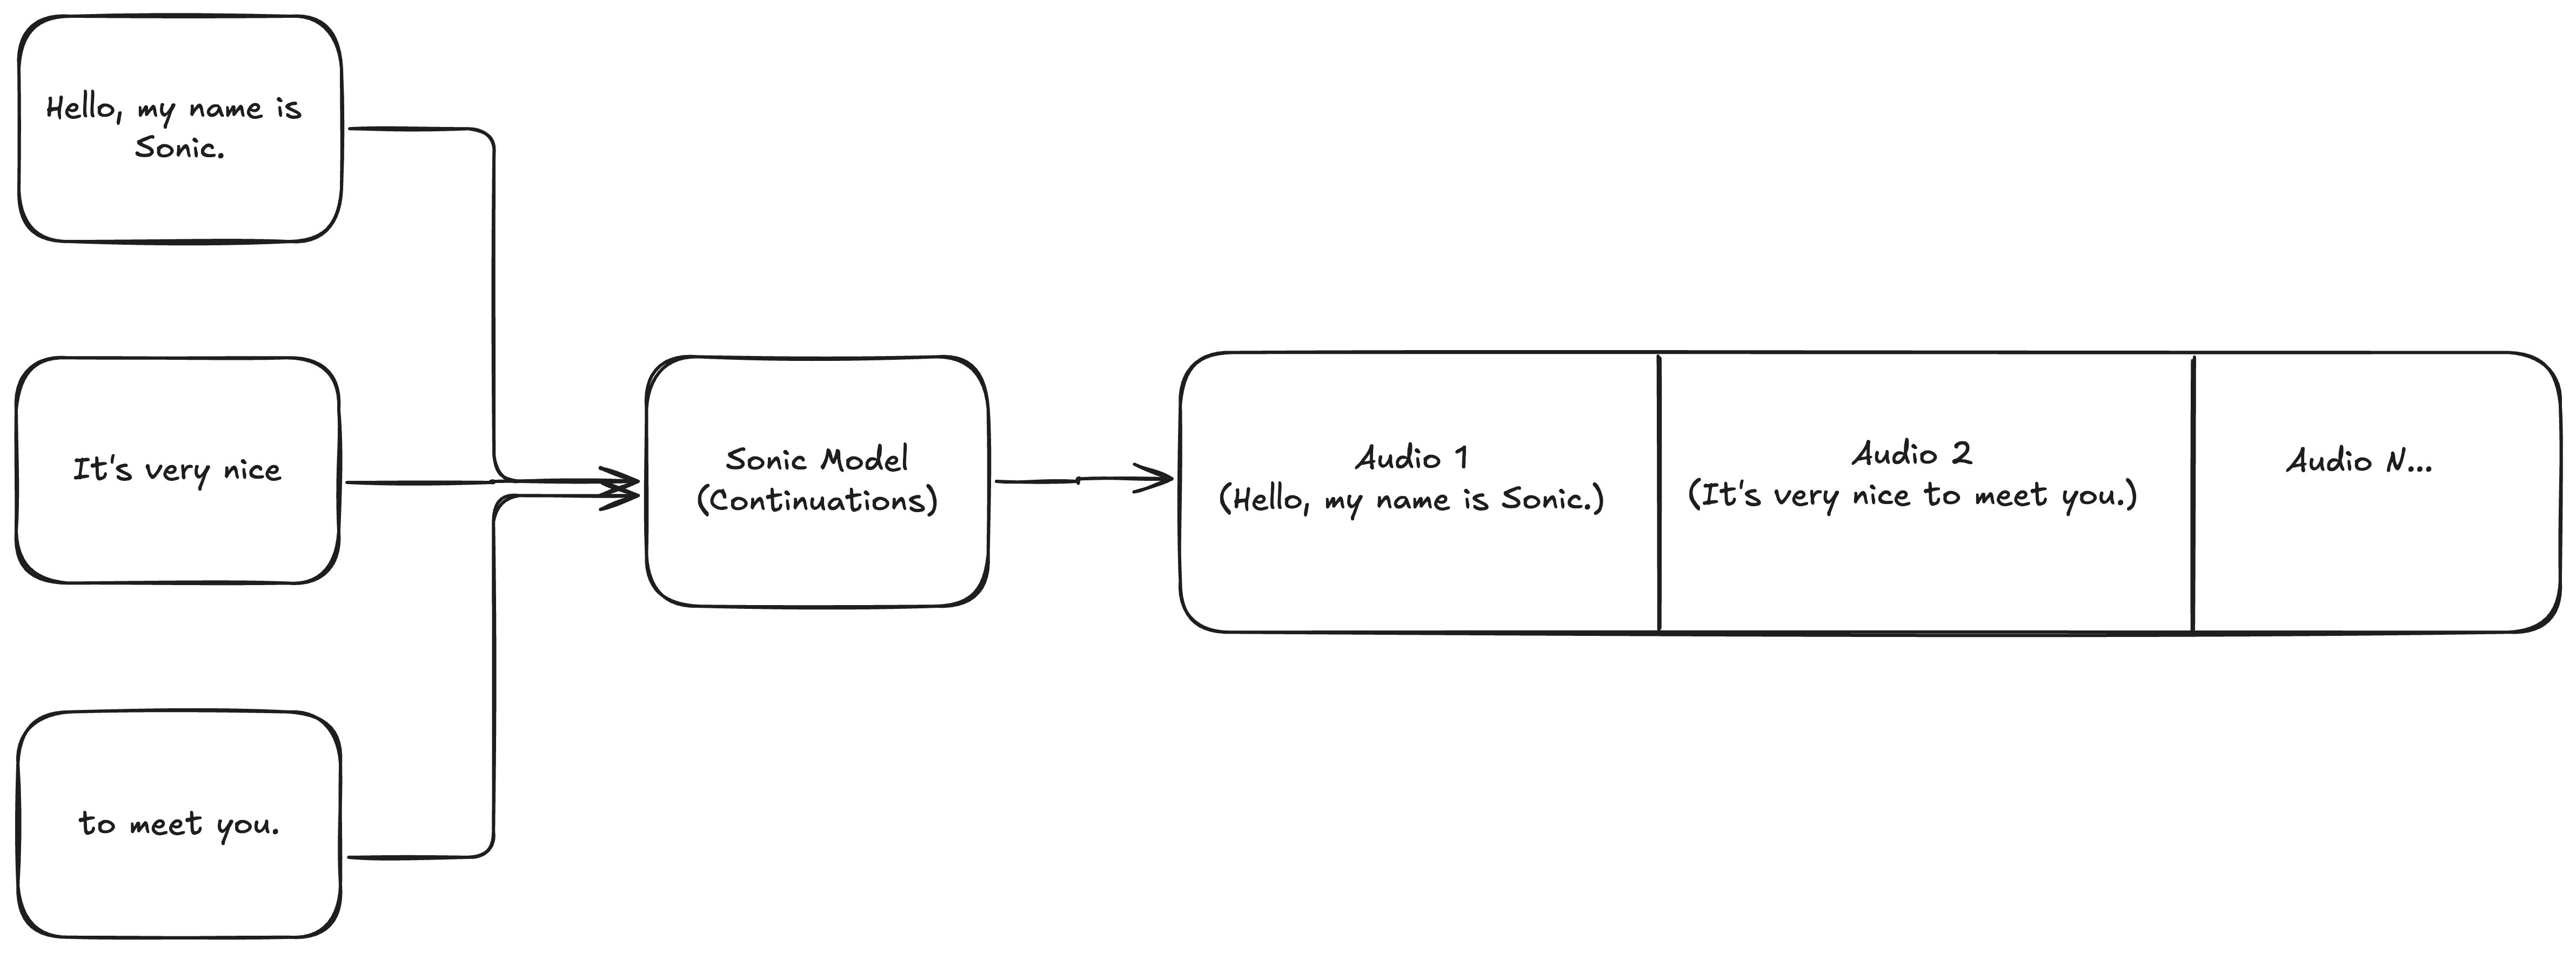 Hello, my name is
Sonic.
It's very nice
to meet you.
Sonic Model
(Continuations)
Audio 1
(Hello, my name is Sonic.)
Audio 2
(It's very nice to meet you.)
Audio N...